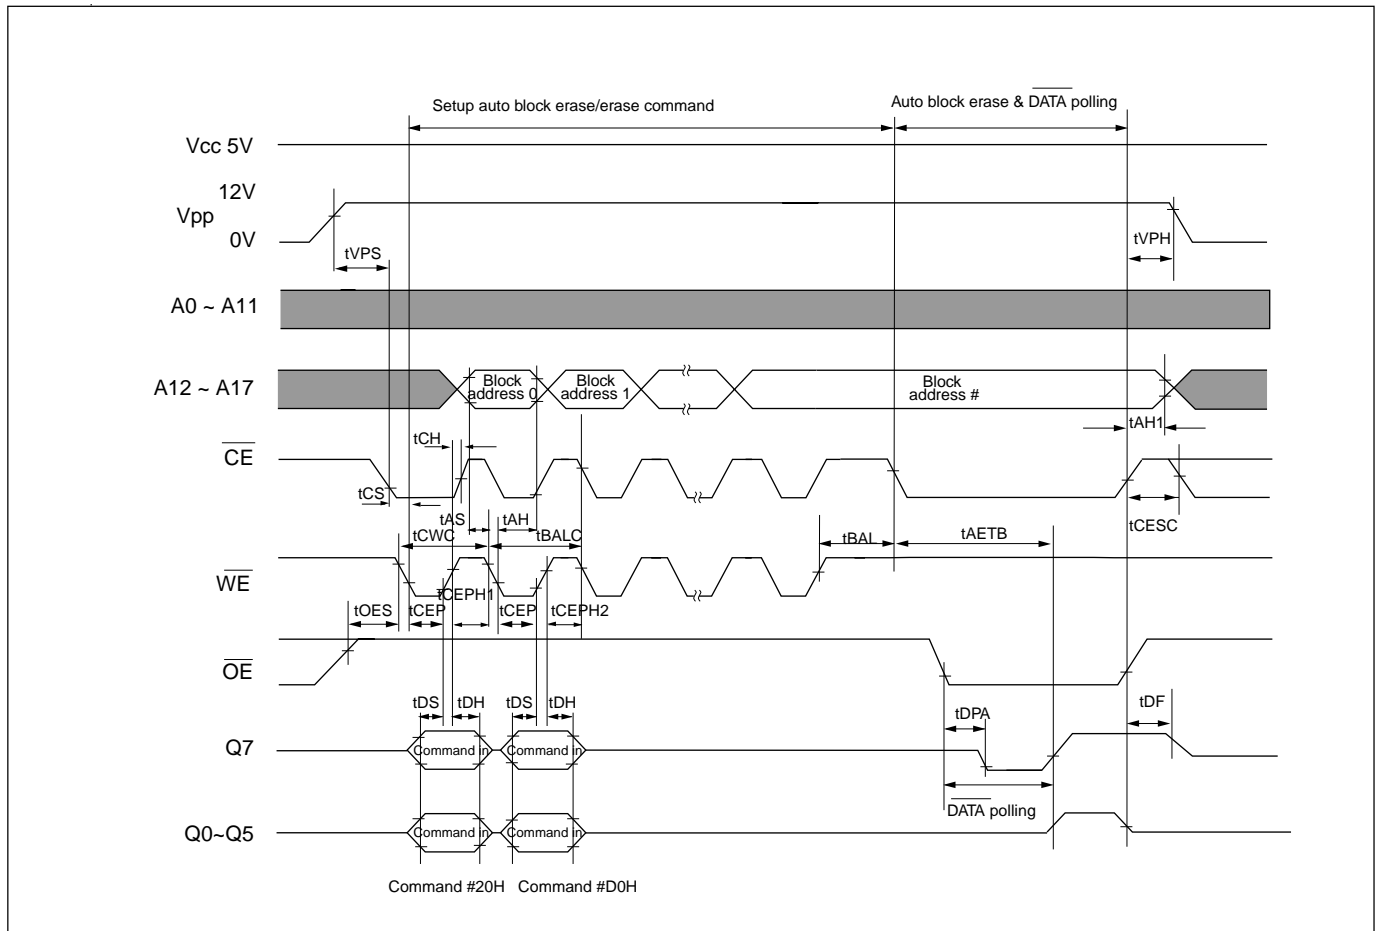 Setup auto block erase/erase command
Auto block erase & DATA polling
Vcc 5V
12V
Vpp
0V
tVPS
tVPH
A0 ~ A11
A12 ~ A17
Block
address 0
Block
address 1
Block
address #
tAH1
tCH
CE
tCS
tCESC
tAS
tAH
tCWC
tBALC
tBAL
tAETB
WE
tCEPH1
tOES
tCEP
tCEP
tCEPH2
OE
tDS
tDH
tDS
tDH
tDPA
tDF
Q7
Command in
Command in
DATA polling
Q0~Q5
Command in
Command in
Command #20H
Command #D0H